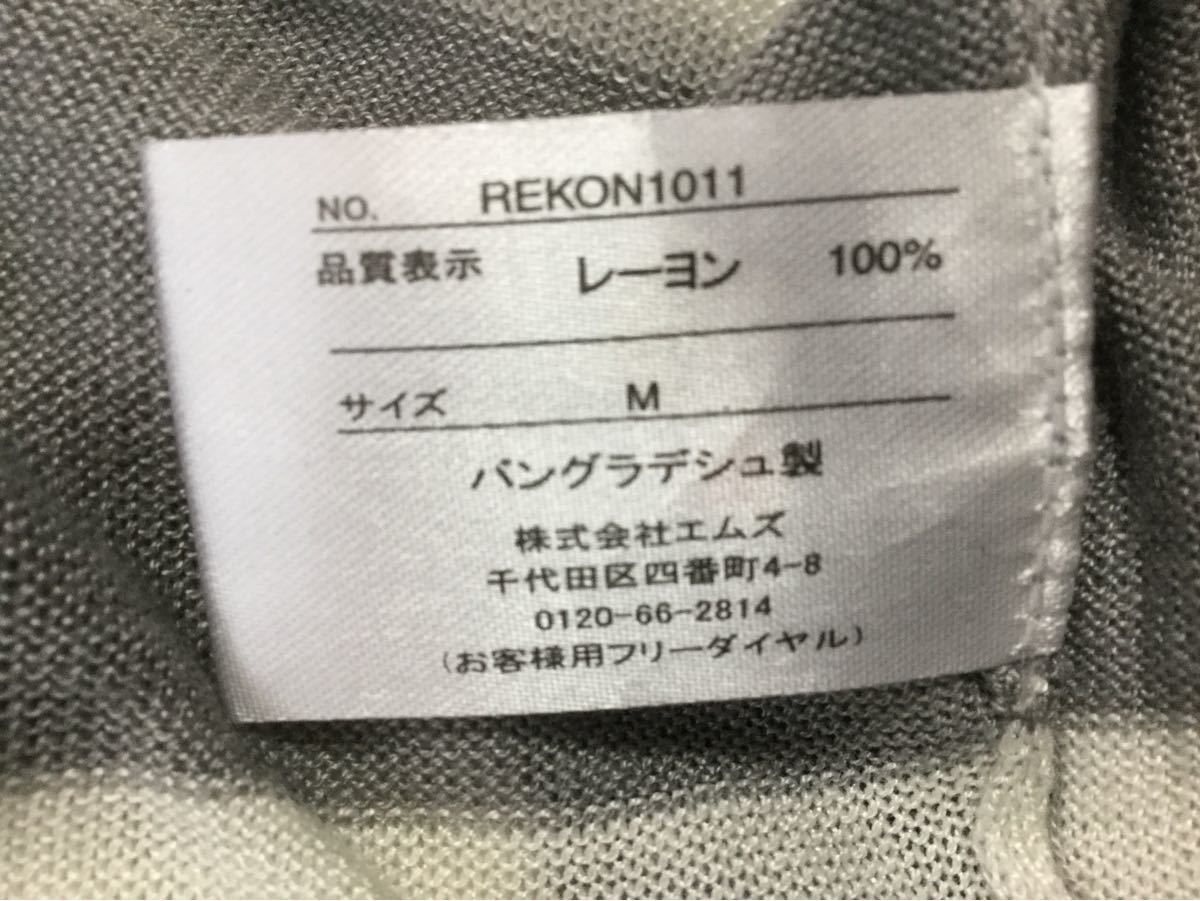 NO. REKON1011
品質表示 レーヨン 100%
サイズ M
バングラデシュ製
株式会社エムズ
千代田区四番町4-8
0120-66-2814
(お客様用フリーダイヤル)